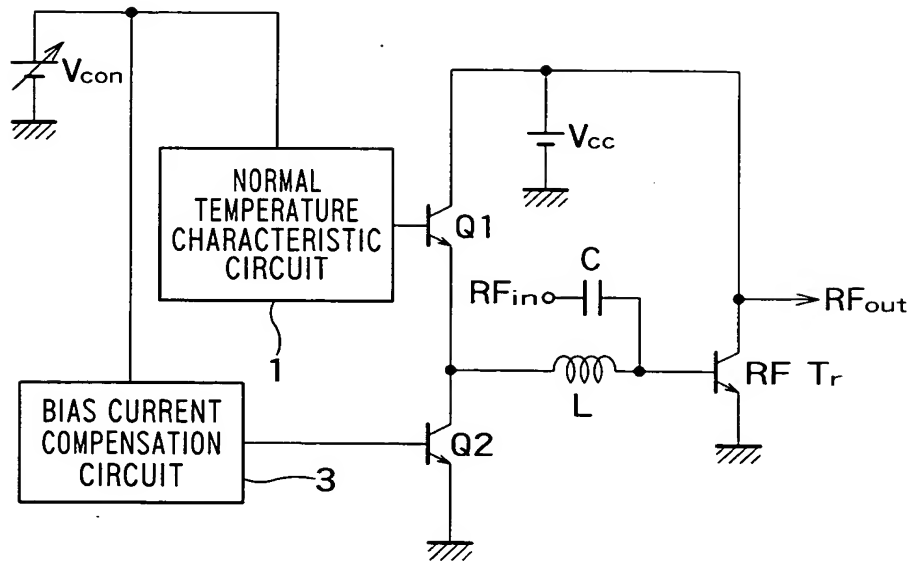 Vcon
Vcc
NORMAL
TEMPERATURE
CHARACTERISTIC
CIRCUIT
Q1
C
RFin
RFout
1
L
RF Tr
BIAS CURRENT
COMPENSATION
CIRCUIT
Q2
3